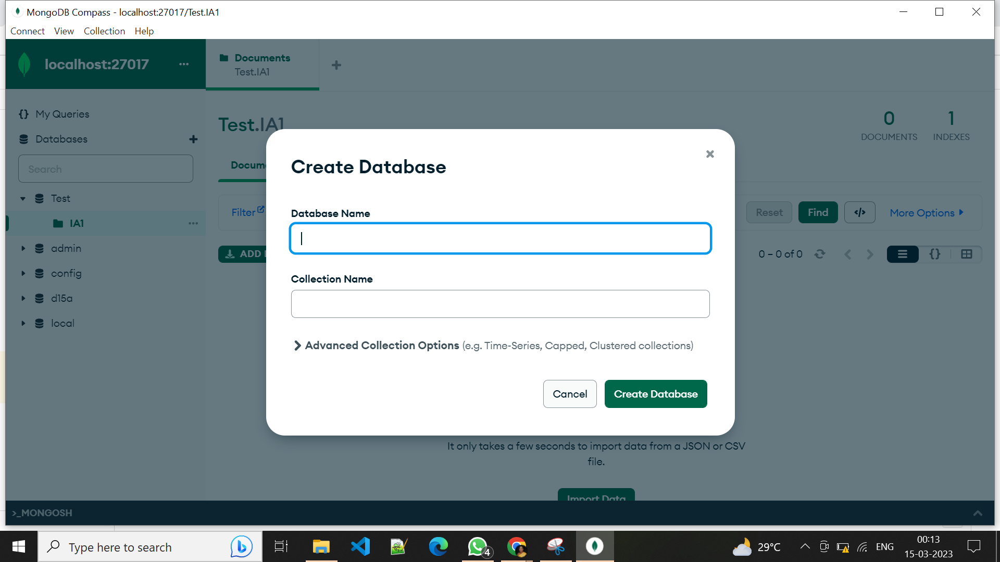 MongoDB Compass - localhost:27017/Test.IA1
Connect View Collection Help
localhost:27017 ...
Documents
Test.IA1
My Queries
Databases
Search
Test
IA1
admin
config
d15a
local
Test.IA1
0
DOCUMENTS
1
INDEXES
Filter
Reset
Find
</>
More Options
ADD
0 – 0 of 0
{}
Create Database
Database Name
Collection Name
Advanced Collection Options (e.g. Time-Series, Capped, Clustered collections)
Cancel
Create Database
It only takes a few seconds to import data from a JSON or CSV
file.
Import Data
>_MONGOSH
Type here to search
4
29°C
ENG
00:13
15-03-2023